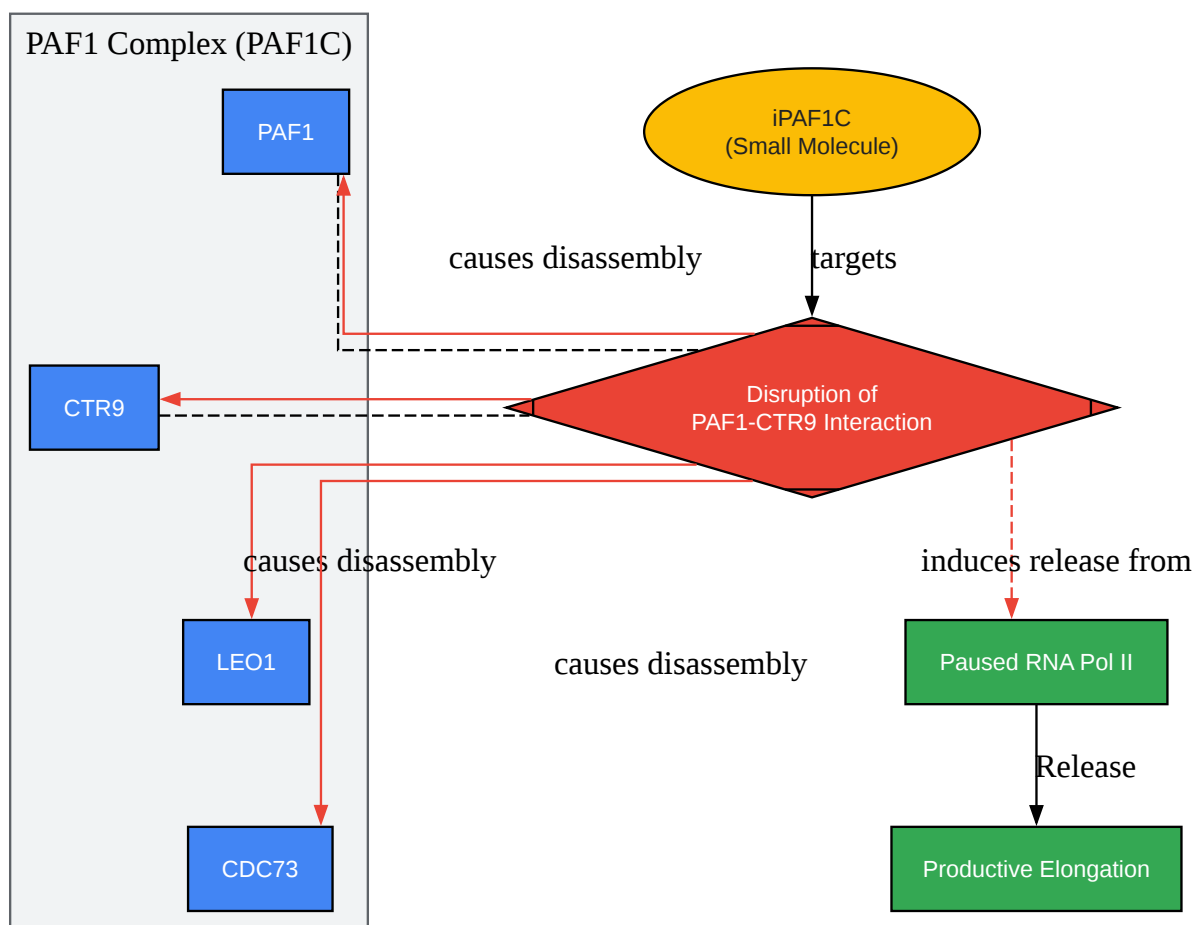 PAF1 Complex (PAF1C)
PAF1
iPAF1C
(Small Molecule)
causes disassembly
targets
CTR9
Disruption of
PAF1-CTR9 Interaction
causes disassembly
induces release from
LEO1
causes disassembly
Paused RNA Pol II
Release
CDC73
Productive Elongation